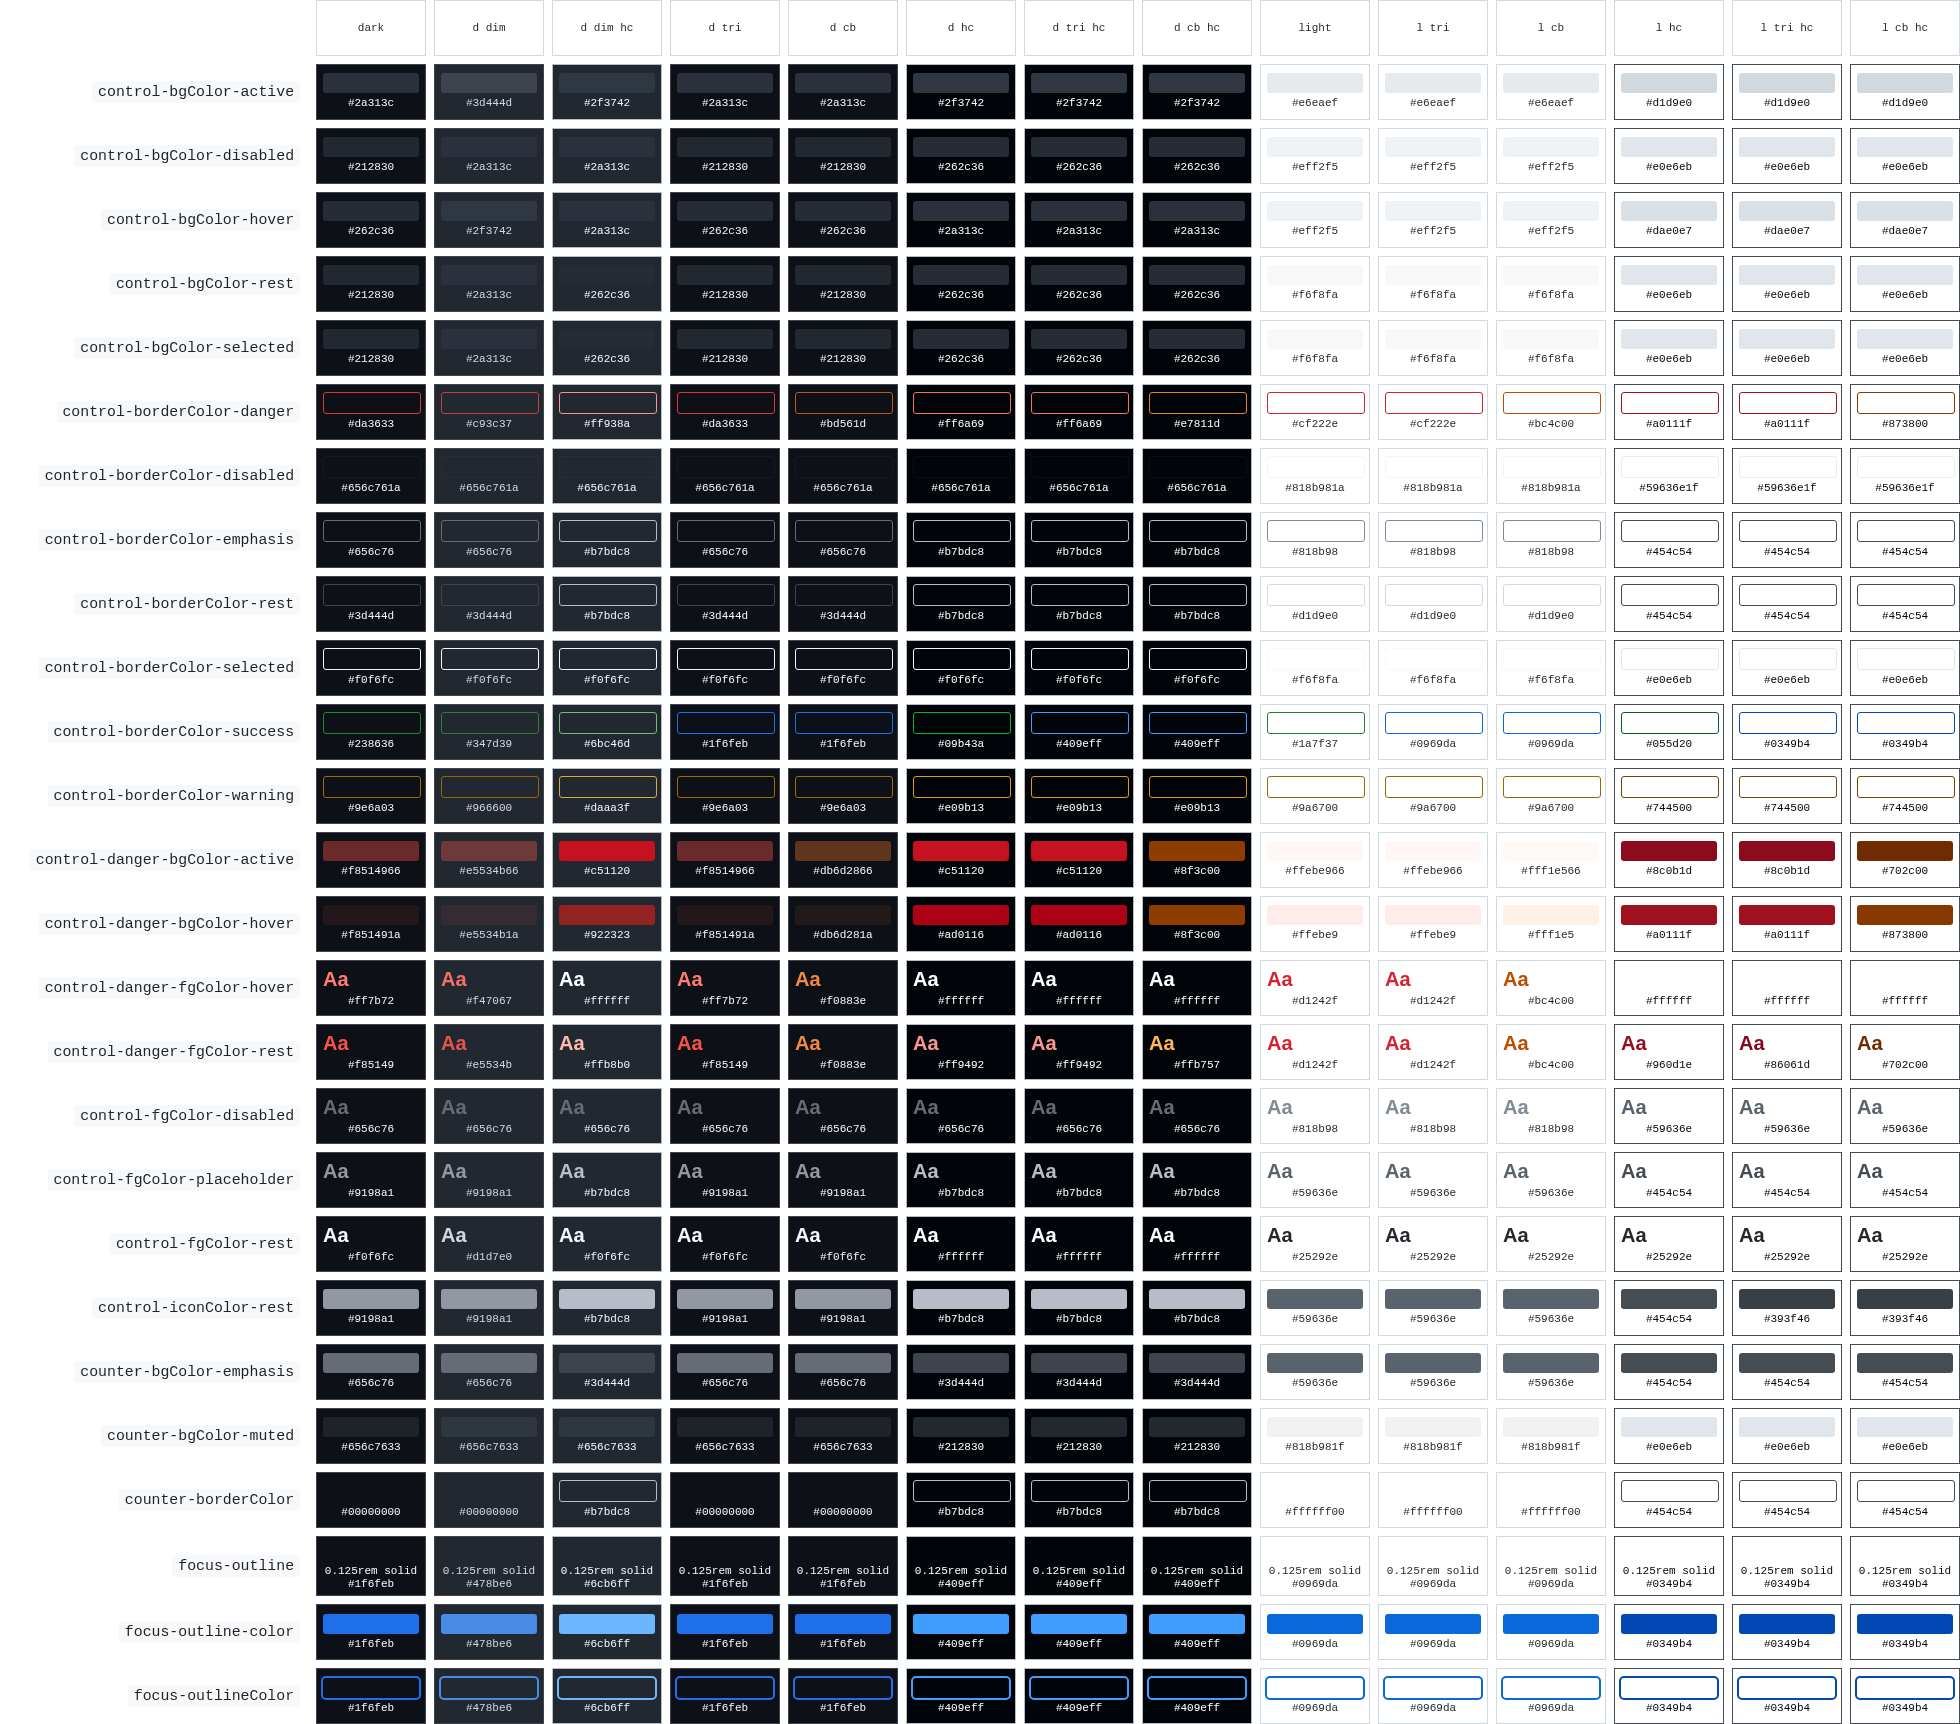 dark d dim d dim hc d tri d cb d hc d tri hc d cb hc light l tri l cb l hc l tri hc l cb hc
control-bgColor-active #2a313c #3d444d #2f3742 #2a313c #2a313c #2f3742 #2f3742 #2f3742 #e6eaef #e6eaef #e6eaef #d1d9e0 #d1d9e0 #d1d9e0
control-bgColor-disabled #212830 #2a313c #2a313c #212830 #212830 #262c36 #262c36 #262c36 #eff2f5 #eff2f5 #eff2f5 #e0e6eb #e0e6eb #e0e6eb
control-bgColor-hover #262c36 #2f3742 #2a313c #262c36 #262c36 #2a313c #2a313c #2a313c #eff2f5 #eff2f5 #eff2f5 #dae0e7 #dae0e7 #dae0e7
control-bgColor-rest #212830 #2a313c #262c36 #212830 #212830 #262c36 #262c36 #262c36 #f6f8fa #f6f8fa #f6f8fa #e0e6eb #e0e6eb #e0e6eb
control-bgColor-selected #212830 #2a313c #262c36 #212830 #212830 #262c36 #262c36 #262c36 #f6f8fa #f6f8fa #f6f8fa #e0e6eb #e0e6eb #e0e6eb
control-borderColor-danger #da3633 #c93c37 #ff938a #da3633 #bd561d #ff6a69 #ff6a69 #e7811d #cf222e #cf222e #bc4c00 #a0111f #a0111f #873800
control-borderColor-disabled #656c761a #656c761a #656c761a #656c761a #656c761a #656c761a #656c761a #656c761a #818b981a #818b981a #818b981a #59636e1f #59636e1f #59636e1f
control-borderColor-emphasis #656c76 #656c76 #b7bdc8 #656c76 #656c76 #b7bdc8 #b7bdc8 #b7bdc8 #818b98 #818b98 #818b98 #454c54 #454c54 #454c54
control-borderColor-rest #3d444d #3d444d #b7bdc8 #3d444d #3d444d #b7bdc8 #b7bdc8 #b7bdc8 #d1d9e0 #d1d9e0 #d1d9e0 #454c54 #454c54 #454c54
control-borderColor-selected #f0f6fc #f0f6fc #f0f6fc #f0f6fc #f0f6fc #f0f6fc #f0f6fc #f0f6fc #f6f8fa #f6f8fa #f6f8fa #e0e6eb #e0e6eb #e0e6eb
control-borderColor-success #238636 #347d39 #6bc46d #1f6feb #1f6feb #09b43a #409eff #409eff #1a7f37 #0969da #0969da #055d20 #0349b4 #0349b4
control-borderColor-warning #9e6a03 #966600 #daaa3f #9e6a03 #9e6a03 #e09b13 #e09b13 #e09b13 #9a6700 #9a6700 #9a6700 #744500 #744500 #744500
control-danger-bgColor-active #f8514966 #e5534b66 #c51120 #f8514966 #db6d2866 #c51120 #c51120 #8f3c00 #ffebe966 #ffebe966 #fff1e566 #8c0b1d #8c0b1d #702c00
control-danger-bgColor-hover #f851491a #e5534b1a #922323 #f851491a #db6d281a #ad0116 #ad0116 #8f3c00 #ffebe9 #ffebe9 #fff1e5 #a0111f #a0111f #873800
Aa Aa Aa Aa Aa Aa Aa Aa Aa Aa Aa
control-danger-fgColor-hover #ff7b72 #f47067 #ffffff #ff7b72 #f0883e #ffffff #ffffff #ffffff #d1242f #d1242f #bc4c00 #ffffff #ffffff #ffffff
Aa Aa Aa Aa Aa Aa Aa Aa Aa Aa Aa Aa Aa Aa
control-danger-fgColor-rest #f85149 #e5534b #ffb8b0 #f85149 #f0883e #ff9492 #ff9492 #ffb757 #d1242f #d1242f #bc4c00 #960d1e #86061d #702c00
Aa Aa Aa Aa Aa Aa Aa Aa Aa Aa Aa Aa Aa Aa
control-fgColor-disabled #656c76 #656c76 #656c76 #656c76 #656c76 #656c76 #656c76 #656c76 #818b98 #818b98 #818b98 #59636e #59636e #59636e
Aa Aa Aa Aa Aa Aa Aa Aa Aa Aa Aa Aa Aa Aa
control-fgColor-placeholder #9198a1 #9198a1 #b7bdc8 #9198a1 #9198a1 #b7bdc8 #b7bdc8 #b7bdc8 #59636e #59636e #59636e #454c54 #454c54 #454c54
Aa Aa Aa Aa Aa Aa Aa Aa Aa Aa Aa Aa Aa Aa
control-fgColor-rest #f0f6fc #d1d7e0 #f0f6fc #f0f6fc #f0f6fc #ffffff #ffffff #ffffff #25292e #25292e #25292e #25292e #25292e #25292e
control-iconColor-rest #9198a1 #9198a1 #b7bdc8 #9198a1 #9198a1 #b7bdc8 #b7bdc8 #b7bdc8 #59636e #59636e #59636e #454c54 #393f46 #393f46
counter-bgColor-emphasis #656c76 #656c76 #3d444d #656c76 #656c76 #3d444d #3d444d #3d444d #59636e #59636e #59636e #454c54 #454c54 #454c54
counter-bgColor-muted #656c7633 #656c7633 #656c7633 #656c7633 #656c7633 #212830 #212830 #212830 #818b981f #818b981f #818b981f #e0e6eb #e0e6eb #e0e6eb
counter-borderColor #00000000 #00000000 #b7bdc8 #00000000 #00000000 #b7bdc8 #b7bdc8 #b7bdc8 #ffffff00 #ffffff00 #ffffff00 #454c54 #454c54 #454c54
focus-outline 0.125rem solid 0.125rem solid 0.125rem solid 0.125rem solid 0.125rem solid 0.125rem solid 0.125rem solid 0.125rem solid 0.125rem solid 0.125rem solid 0.125rem solid 0.125rem solid 0.125rem solid 0.125rem solid
#1f6feb #478be6 #6cb6ff #1f6feb #1f6feb #409eff #409eff #409eff #0969da #0969da #0969da #0349b4 #0349b4 #0349b4
focus-outline-color #1f6feb #478be6 #6cb6ff #1f6feb #1f6feb #409eff #409eff #409eff #0969da #0969da #0969da #0349b4 #0349b4 #0349b4
focus-outlineColor #1f6feb #478be6 #6cb6ff #1f6feb #1f6feb #409eff #409eff #409eff #0969da #0969da #0969da #0349b4 #0349b4 #0349b4